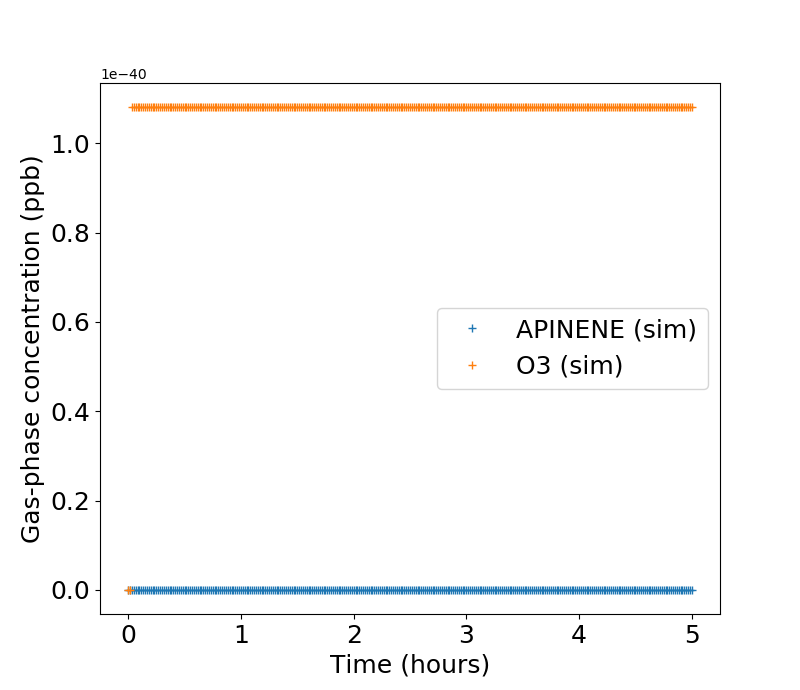 1e−40
1.0
0.8
0.6
0.4
0.2
0.0
Gas-phase concentration (ppb)
APINENE (sim)
O3 (sim)
0 1 2 3 4 5
Time (hours)